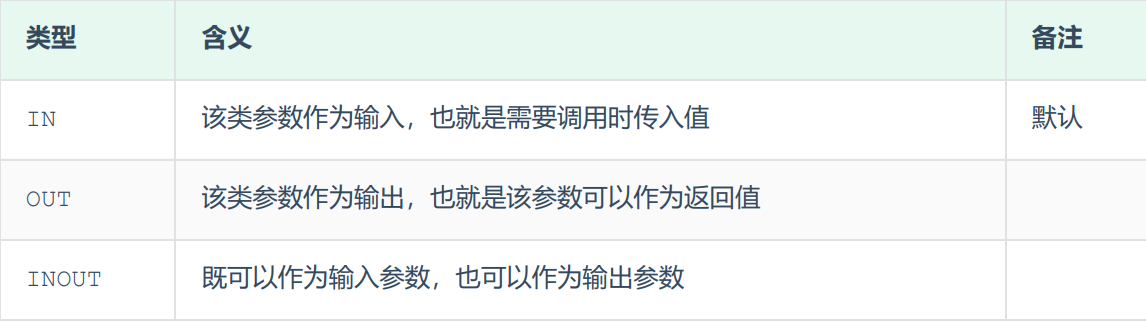 类型 含义 备注
IN 该类参数作为输入，也就是需要调用时传入值 默认
OUT 该类参数作为输出，也就是该参数可以作为返回值
INOUT 既可以作为输入参数，也可以作为输出参数